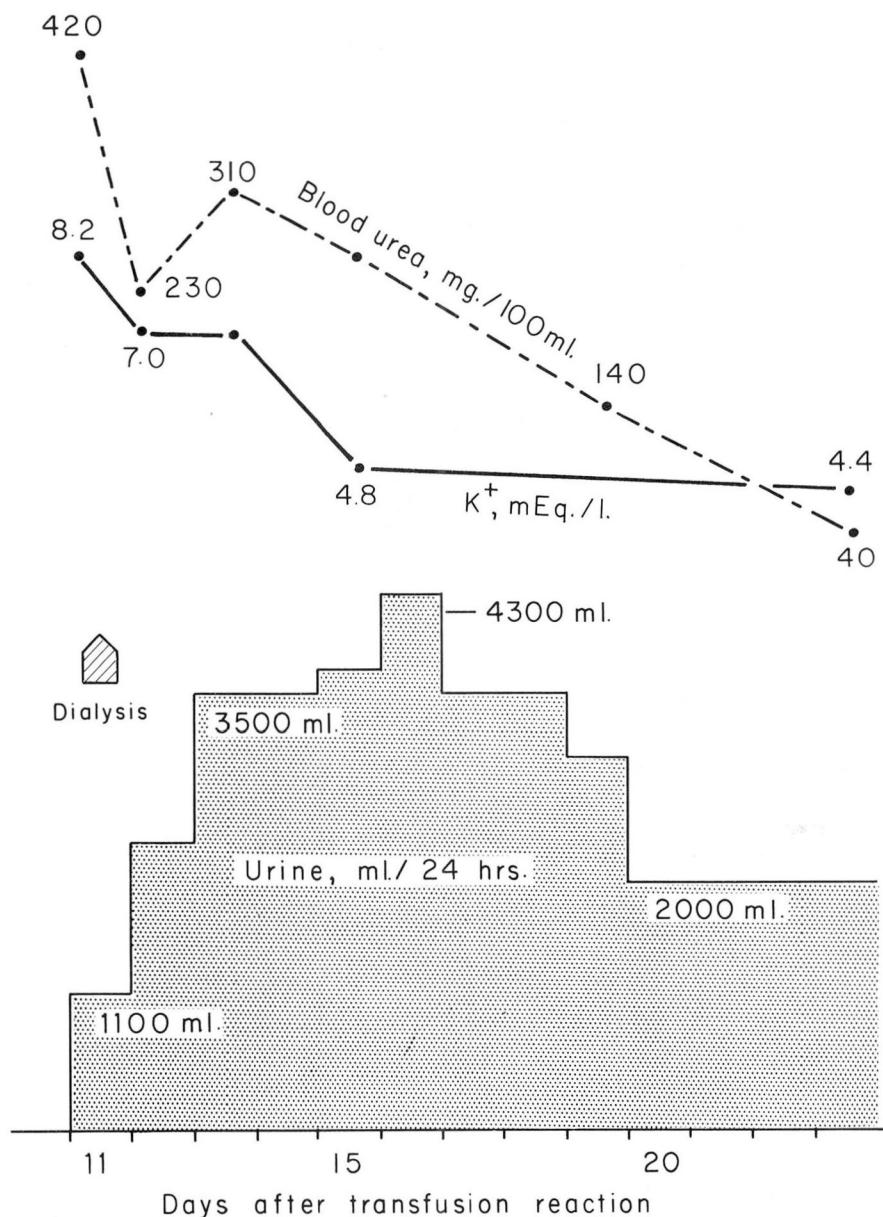 420
310
8.2
Blood urea, mg./100ml.
230
7.0
140
4.4
4.8
K+, mEq./l.
40
4300 ml.
Dialysis
3500 ml.
Urine, ml./ 24 hrs.
2000 ml.
1100 ml.
11 15 20
Days after transfusion reaction